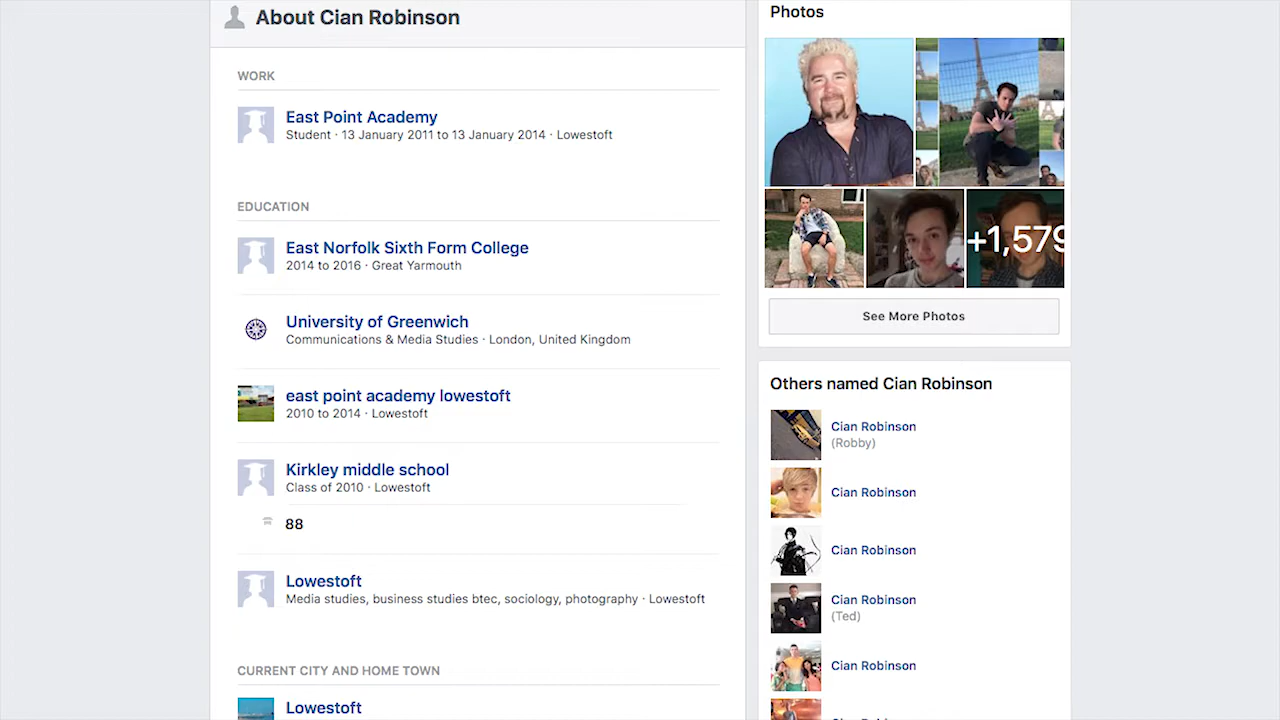 About Cian Robinson
WORK
East Point Academy
Student · 13 January 2011 to 13 January 2014 · Lowestoft
EDUCATION
East Norfolk Sixth Form College
2014 to 2016 · Great Yarmouth
University of Greenwich
Communications & Media Studies · London, United Kingdom
east point academy lowestoft
2010 to 2014 · Lowestoft
Kirkley middle school
Class of 2010 · Lowestoft
88
Lowestoft
Media studies, business studies btec, sociology, photography · Lowestoft
CURRENT CITY AND HOME TOWN
Lowestoft
Photos
+1,579
See More Photos
Others named Cian Robinson
Cian Robinson
(Robby)
Cian Robinson
Cian Robinson
Cian Robinson
(Ted)
Cian Robinson